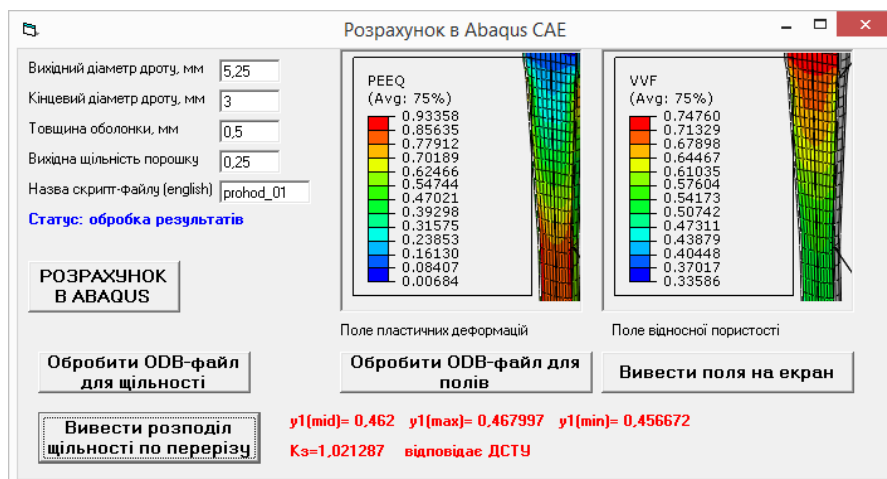 Розрахунок в Abaqus CAE
Вихідний діаметр дроту, мм 5,25
Кінцевий діаметр дроту, мм 3
Товщина оболонки, мм 0,5
Вихідна щільність порошку 0,25
Назва скрипт-файлу (english) prohod_01
Статус: обробка результатів
РОЗРАХУНОК
В ABAQUS
PEEQ
(Avg: 75%)
0.93358
0.85635
0.77912
0.70189
0.62466
0.54744
0.47021
0.39298
0.31575
0.23853
0.16130
0.08407
0.00684
VVF
(Avg: 75%)
0.74760
0.71329
0.67898
0.64467
0.61035
0.57604
0.54173
0.50742
0.47311
0.43879
0.40448
0.37017
0.33586
Поле пластичних деформацій
Поле відносної пористості
Обробити ODB-файл
для щільності
Обробити ODB-файл для
полів
Вивести поля на екран
Вивести розподіл
щільності по перерізу
y1(mid)= 0,462 y1(max)= 0,467997 y1(min)= 0,456672
Кз=1,021287 відповідає ДСТУ